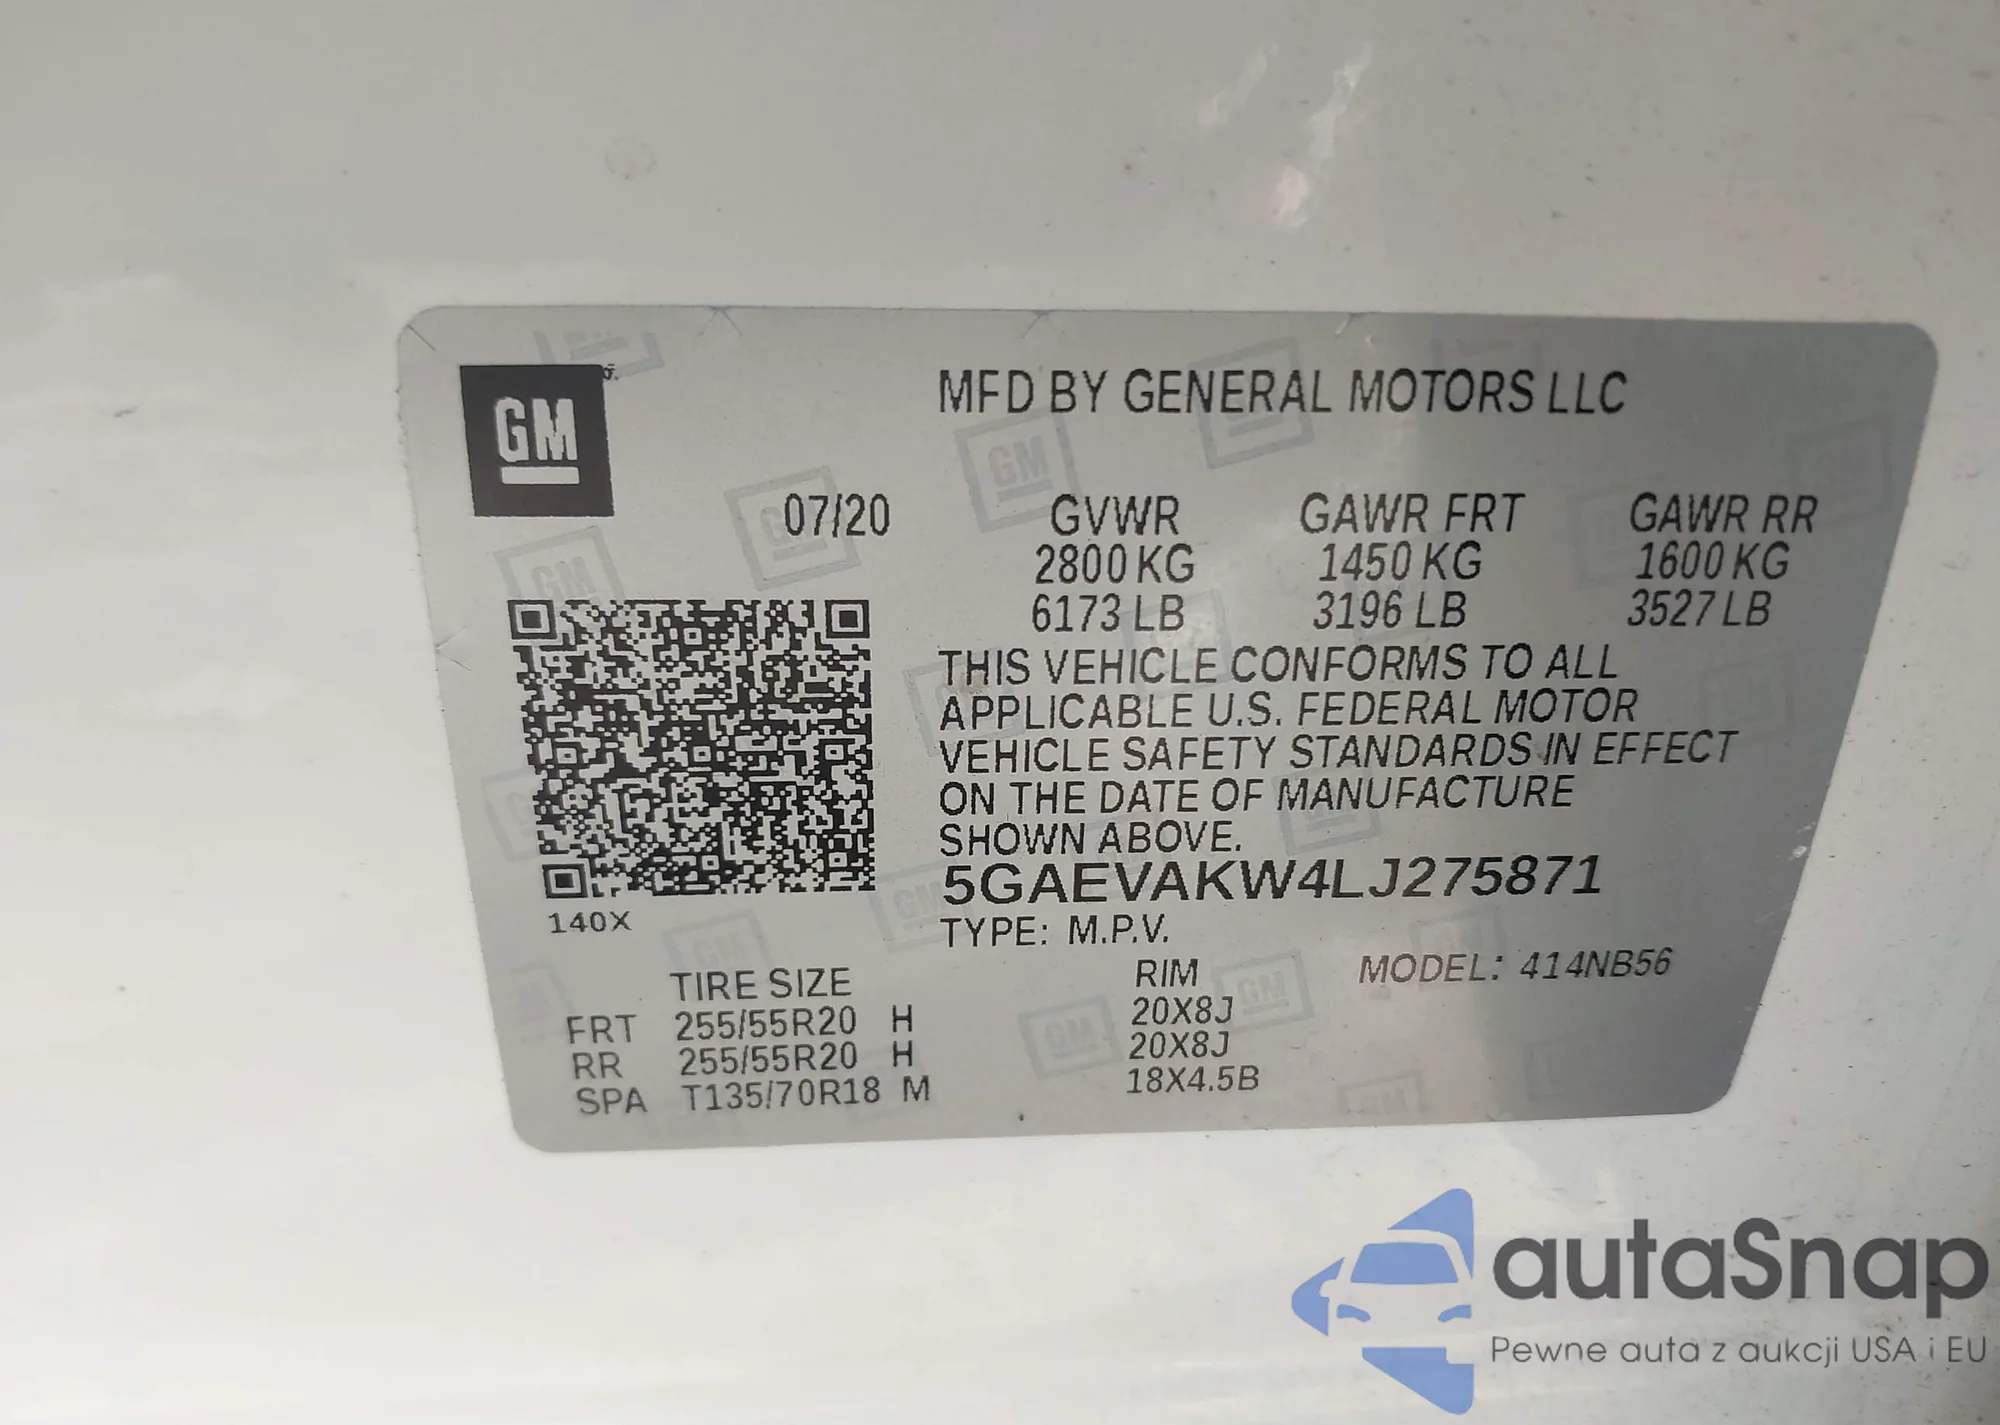 GM
MFD BY GENERAL MOTORS LLC
07/20 GVWR GAWR FRT GAWR RR
2800 KG 1450 KG 1600 KG
6173 LB 3196 LB 3527 LB
THIS VEHICLE CONFORMS TO ALL
APPLICABLE U.S. FEDERAL MOTOR
VEHICLE SAFETY STANDARDS IN EFFECT
ON THE DATE OF MANUFACTURE
SHOWN ABOVE.
5GAEVAKW4LJ275871
140X
TYPE: M.P.V.
TIRE SIZE RIM MODEL: 414NB56
FRT 255/55R20 H 20X8J
RR 255/55R20 H 20X8J
SPA T135/70R18 M 18X4.5B
autaSnap
Pewne auta z aukcji USA i EU